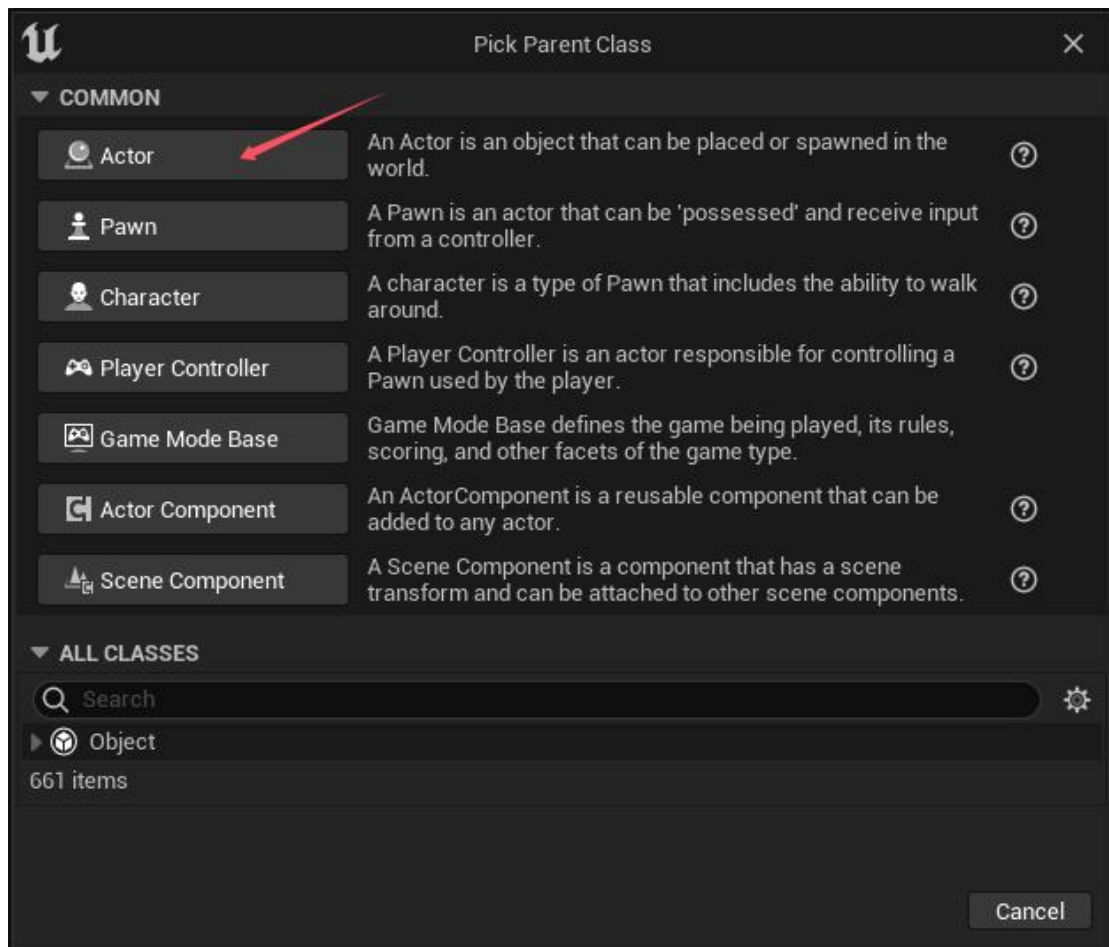 Pick Parent Class
COMMON
Actor
An Actor is an object that can be placed or spawned in the
world.
Pawn
A Pawn is an actor that can be 'possessed' and receive input
from a controller.
Character
A character is a type of Pawn that includes the ability to walk
around.
Player Controller
A Player Controller is an actor responsible for controlling a
Pawn used by the player.
Game Mode Base
Game Mode Base defines the game being played, its rules,
scoring, and other facets of the game type.
Actor Component
An ActorComponent is a reusable component that can be
added to any actor.
Scene Component
A Scene Component is a component that has a scene
transform and can be attached to other scene components.
ALL CLASSES
Search
Object
661 items
Cancel